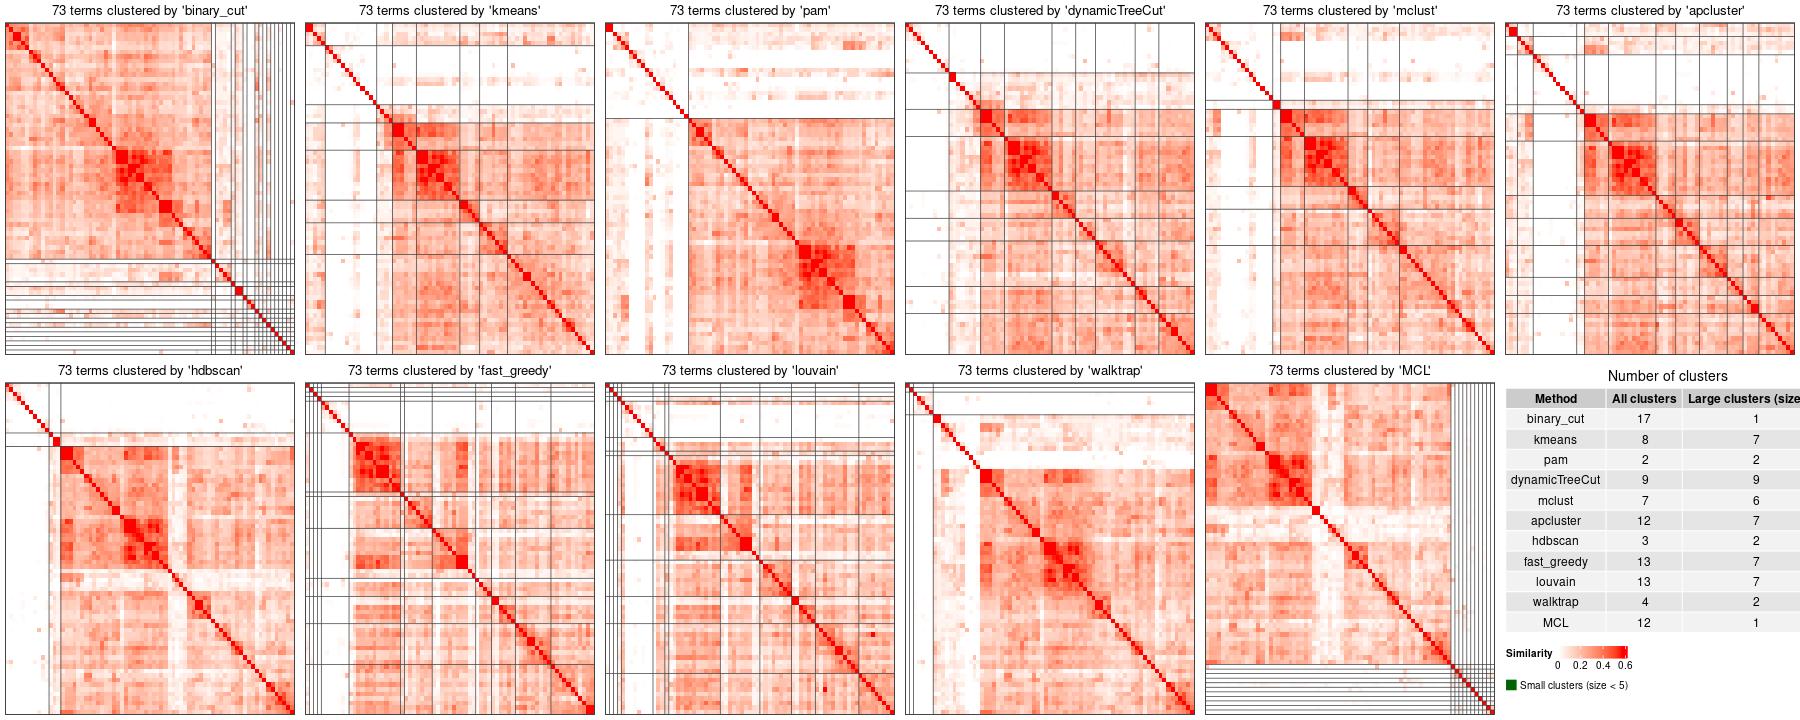 73 terms clustered by 'binary_cut'
73 terms clustered by 'kmeans'
73 terms clustered by 'pam'
73 terms clustered by 'dynamicTreeCut'
73 terms clustered by 'mclust'
73 terms clustered by 'apcluster'
73 terms clustered by 'hdbscan'
73 terms clustered by 'fast_greedy'
73 terms clustered by 'louvain'
73 terms clustered by 'walktrap'
73 terms clustered by 'MCL'
Number of clusters
Method All clusters Large clusters (size
binary_cut 17 1
kmeans 8 7
pam 2 2
dynamicTreeCut 9 9
mclust 7 6
apcluster 12 7
hdbscan 3 2
fast_greedy 13 7
louvain 13 7
walktrap 4 2
MCL 12 1
Similarity
0 0.2 0.4 0.6
Small clusters (size < 5)